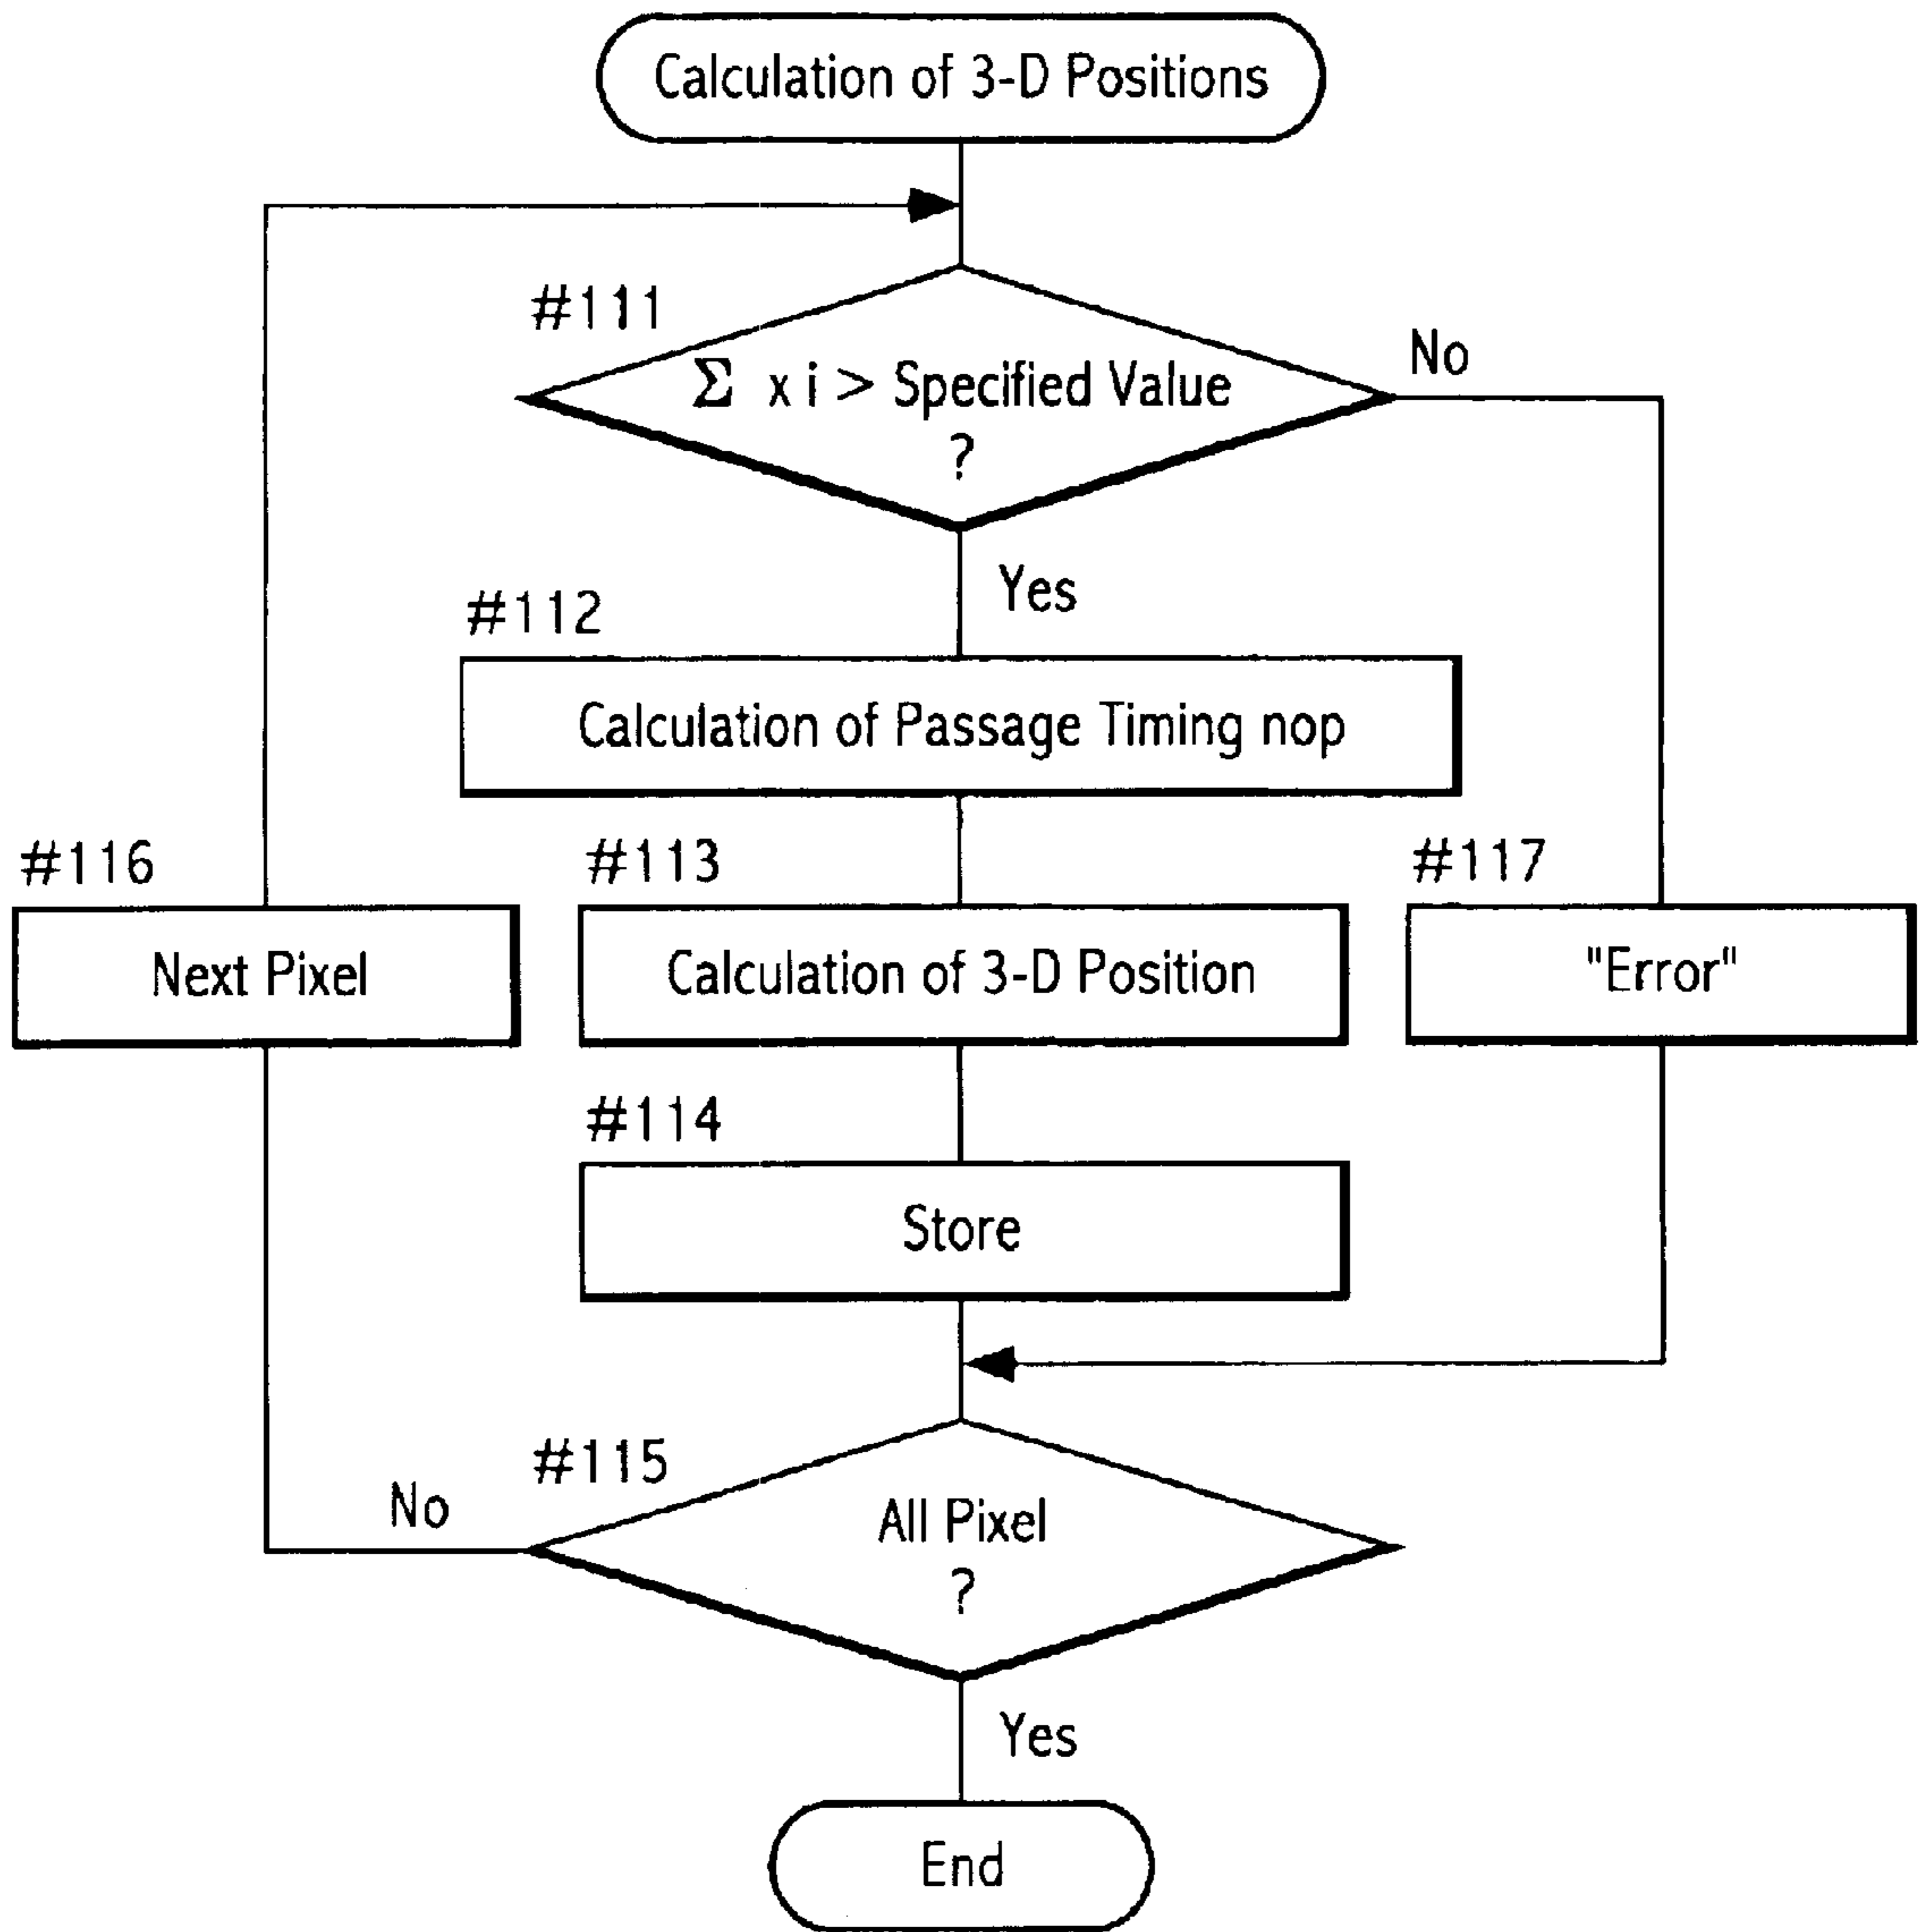 Calculation of 3-D Positions
#111
Σ x i > Specified Value
?
No
Yes
#112
Calculation of Passage Timing nop
#116
Next Pixel
#113
Calculation of 3-D Position
#117
"Error"
#114
Store
#115
No
All Pixel
?
Yes
End